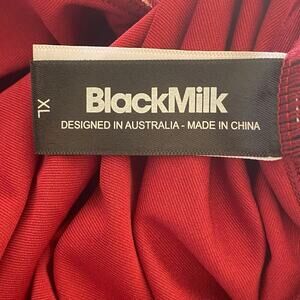 BlackMilk
DESIGNED IN AUSTRALIA - MADE IN CHINA
XL